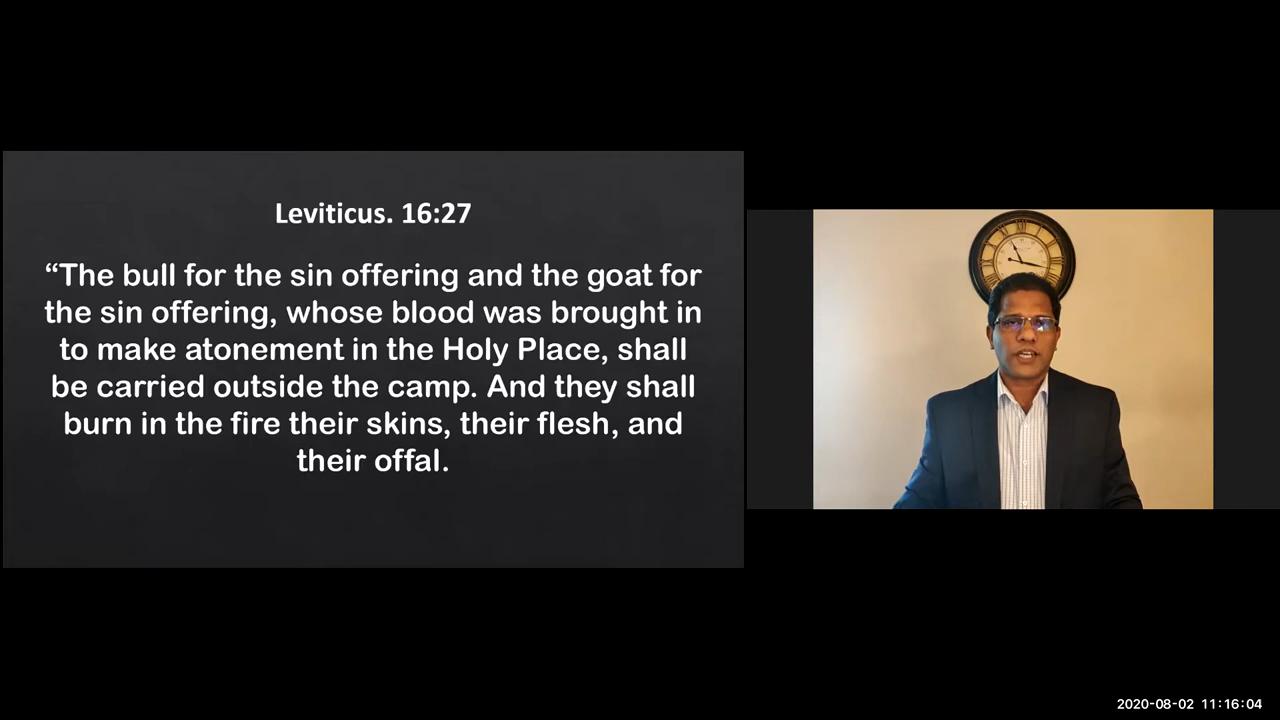 Leviticus. 16:27
“The bull for the sin offering and the goat for
the sin offering, whose blood was brought in
to make atonement in the Holy Place, shall
be carried outside the camp. And they shall
burn in the fire their skins, their flesh, and
their offal.
2020-08-02 11:16:04